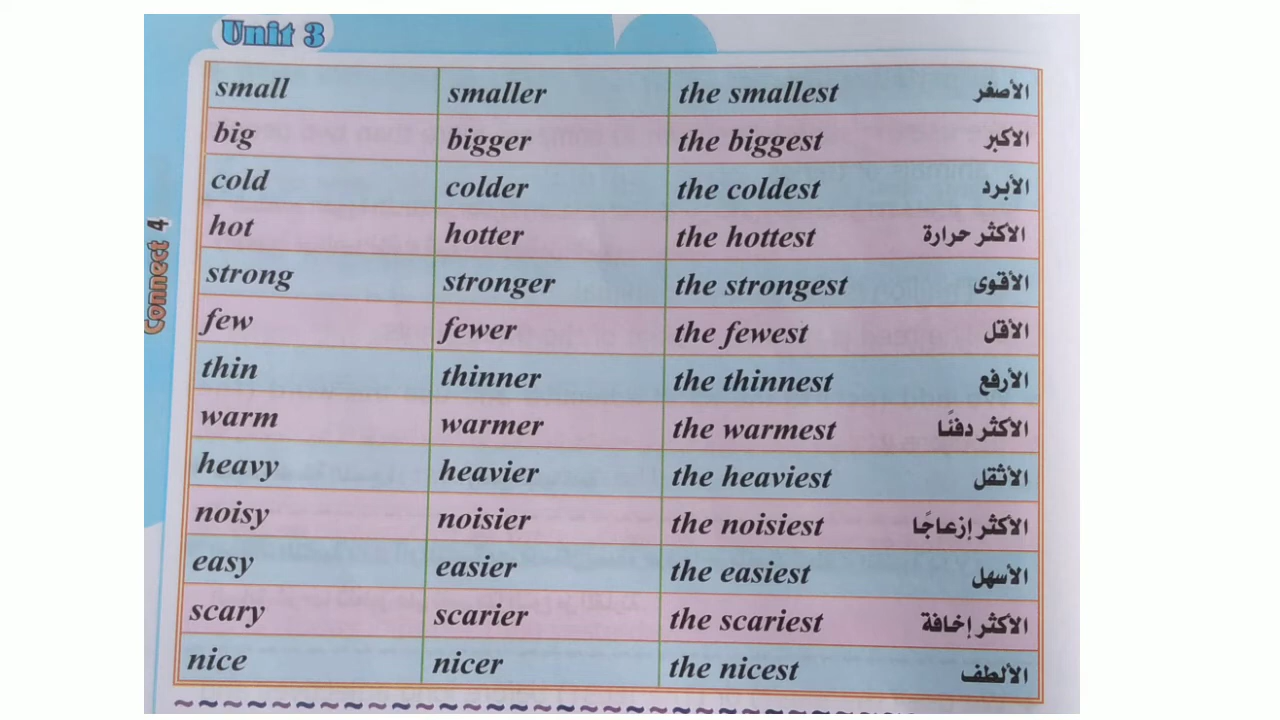 Unit 3
small smaller the smallest الأصغر
big bigger the biggest الأكبر
cold colder the coldest الأبرد
hot hotter the hottest الأكثر حرارة
strong stronger the strongest الأقوى
few fewer the fewest الأقل
thin thinner the thinnest الأرفع
warm warmer the warmest الأكثر دفئًا
heavy heavier the heaviest الأثقل
noisy noisier the noisiest الأكثر إزعاجًا
easy easier the easiest الأسهل
scary scarier the scariest الأكثر إخافة
nice nicer the nicest الألطف
Connect 4